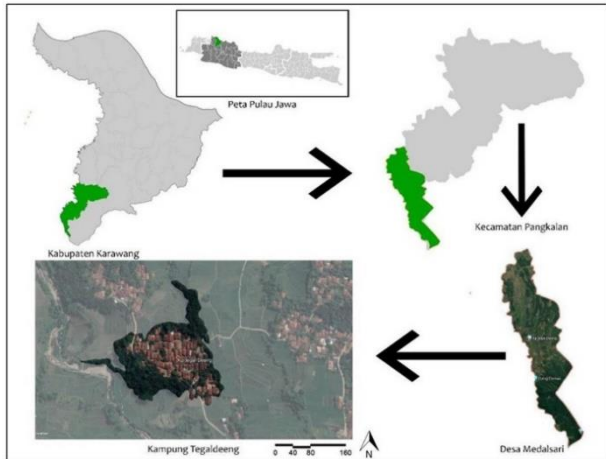 Peta Pulau Jawa
Kabupaten Karawang
Kecamatan Pangkalan
Desa Medalsari
Kampung Tegaldeeng
0 40 80 160
N